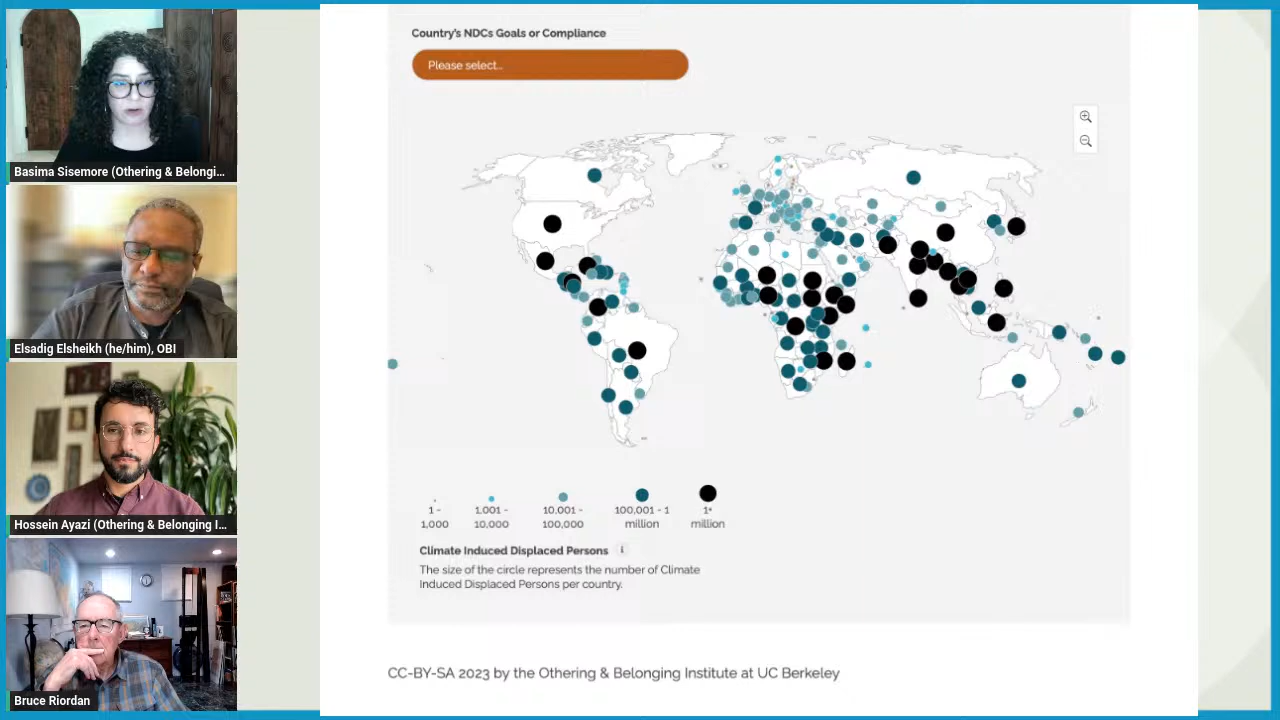 Basima Sisemore (Othering & Belongi...
Elsadig Elsheikh (he/him), OBI
Hossein Ayazi (Othering & Belonging I...
Bruce Riordan
Country's NDCs Goals or Compliance
Please select...
1 -
1,000
1,001 -
10,000
10,001 -
100,000
100,001 - 1
million
1+
million
Climate Induced Displaced Persons i
The size of the circle represents the number of Climate
Induced Displaced Persons per country.
CC-BY-SA 2023 by the Othering & Belonging Institute at UC Berkeley